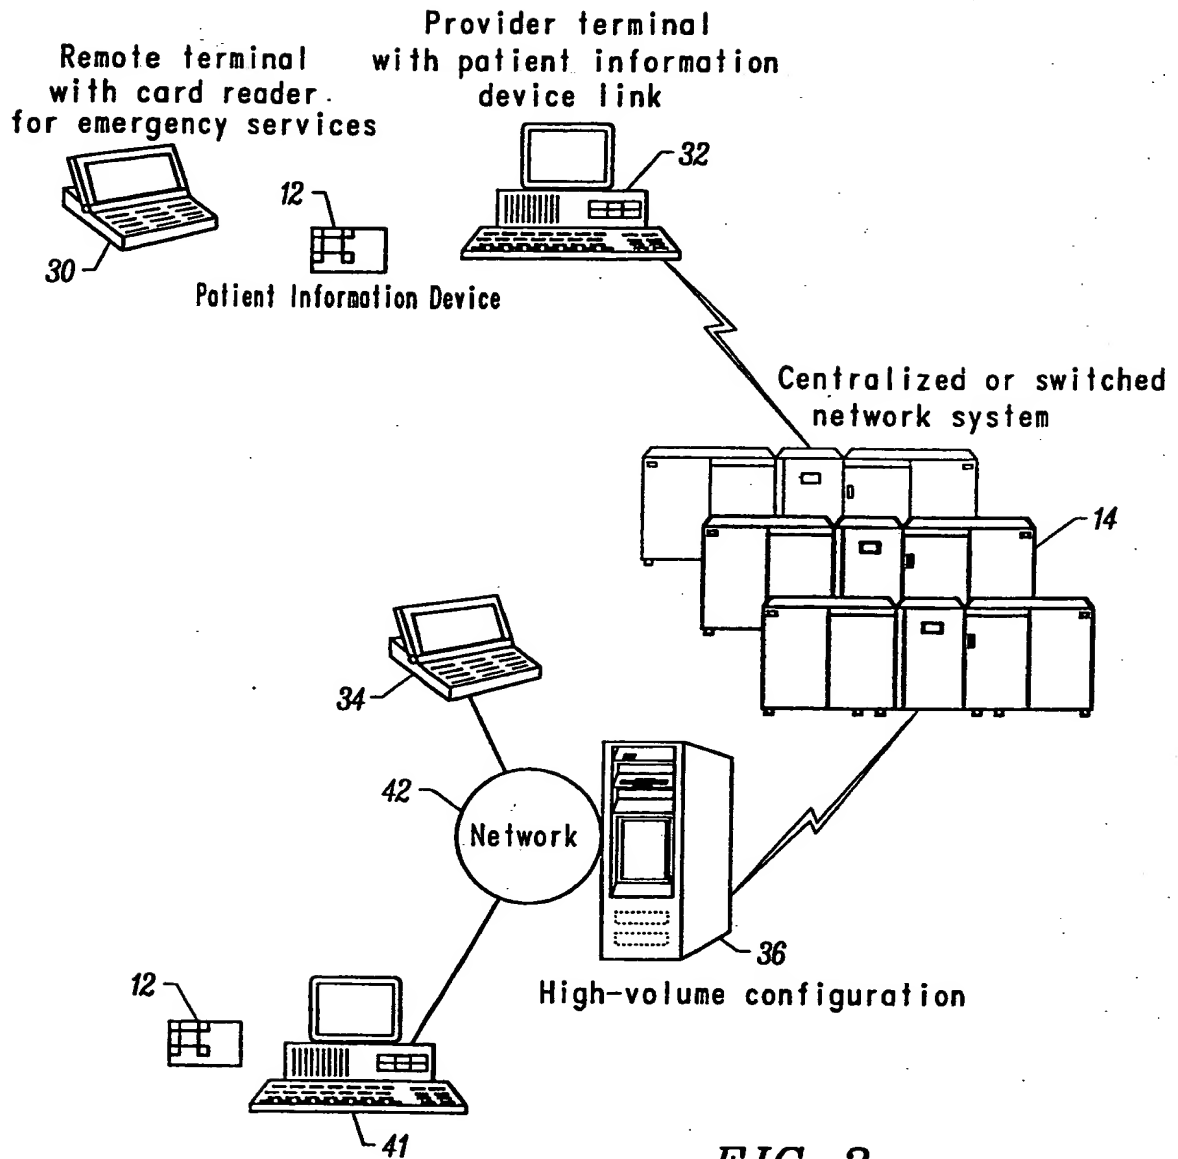 Provider terminal
with patient information
device link
Remote terminal
with card reader
for emergency services
32
12
30
Patient Information Device
Centralized or switched
network system
14
34
42
Network
36
High-volume configuration
12
41